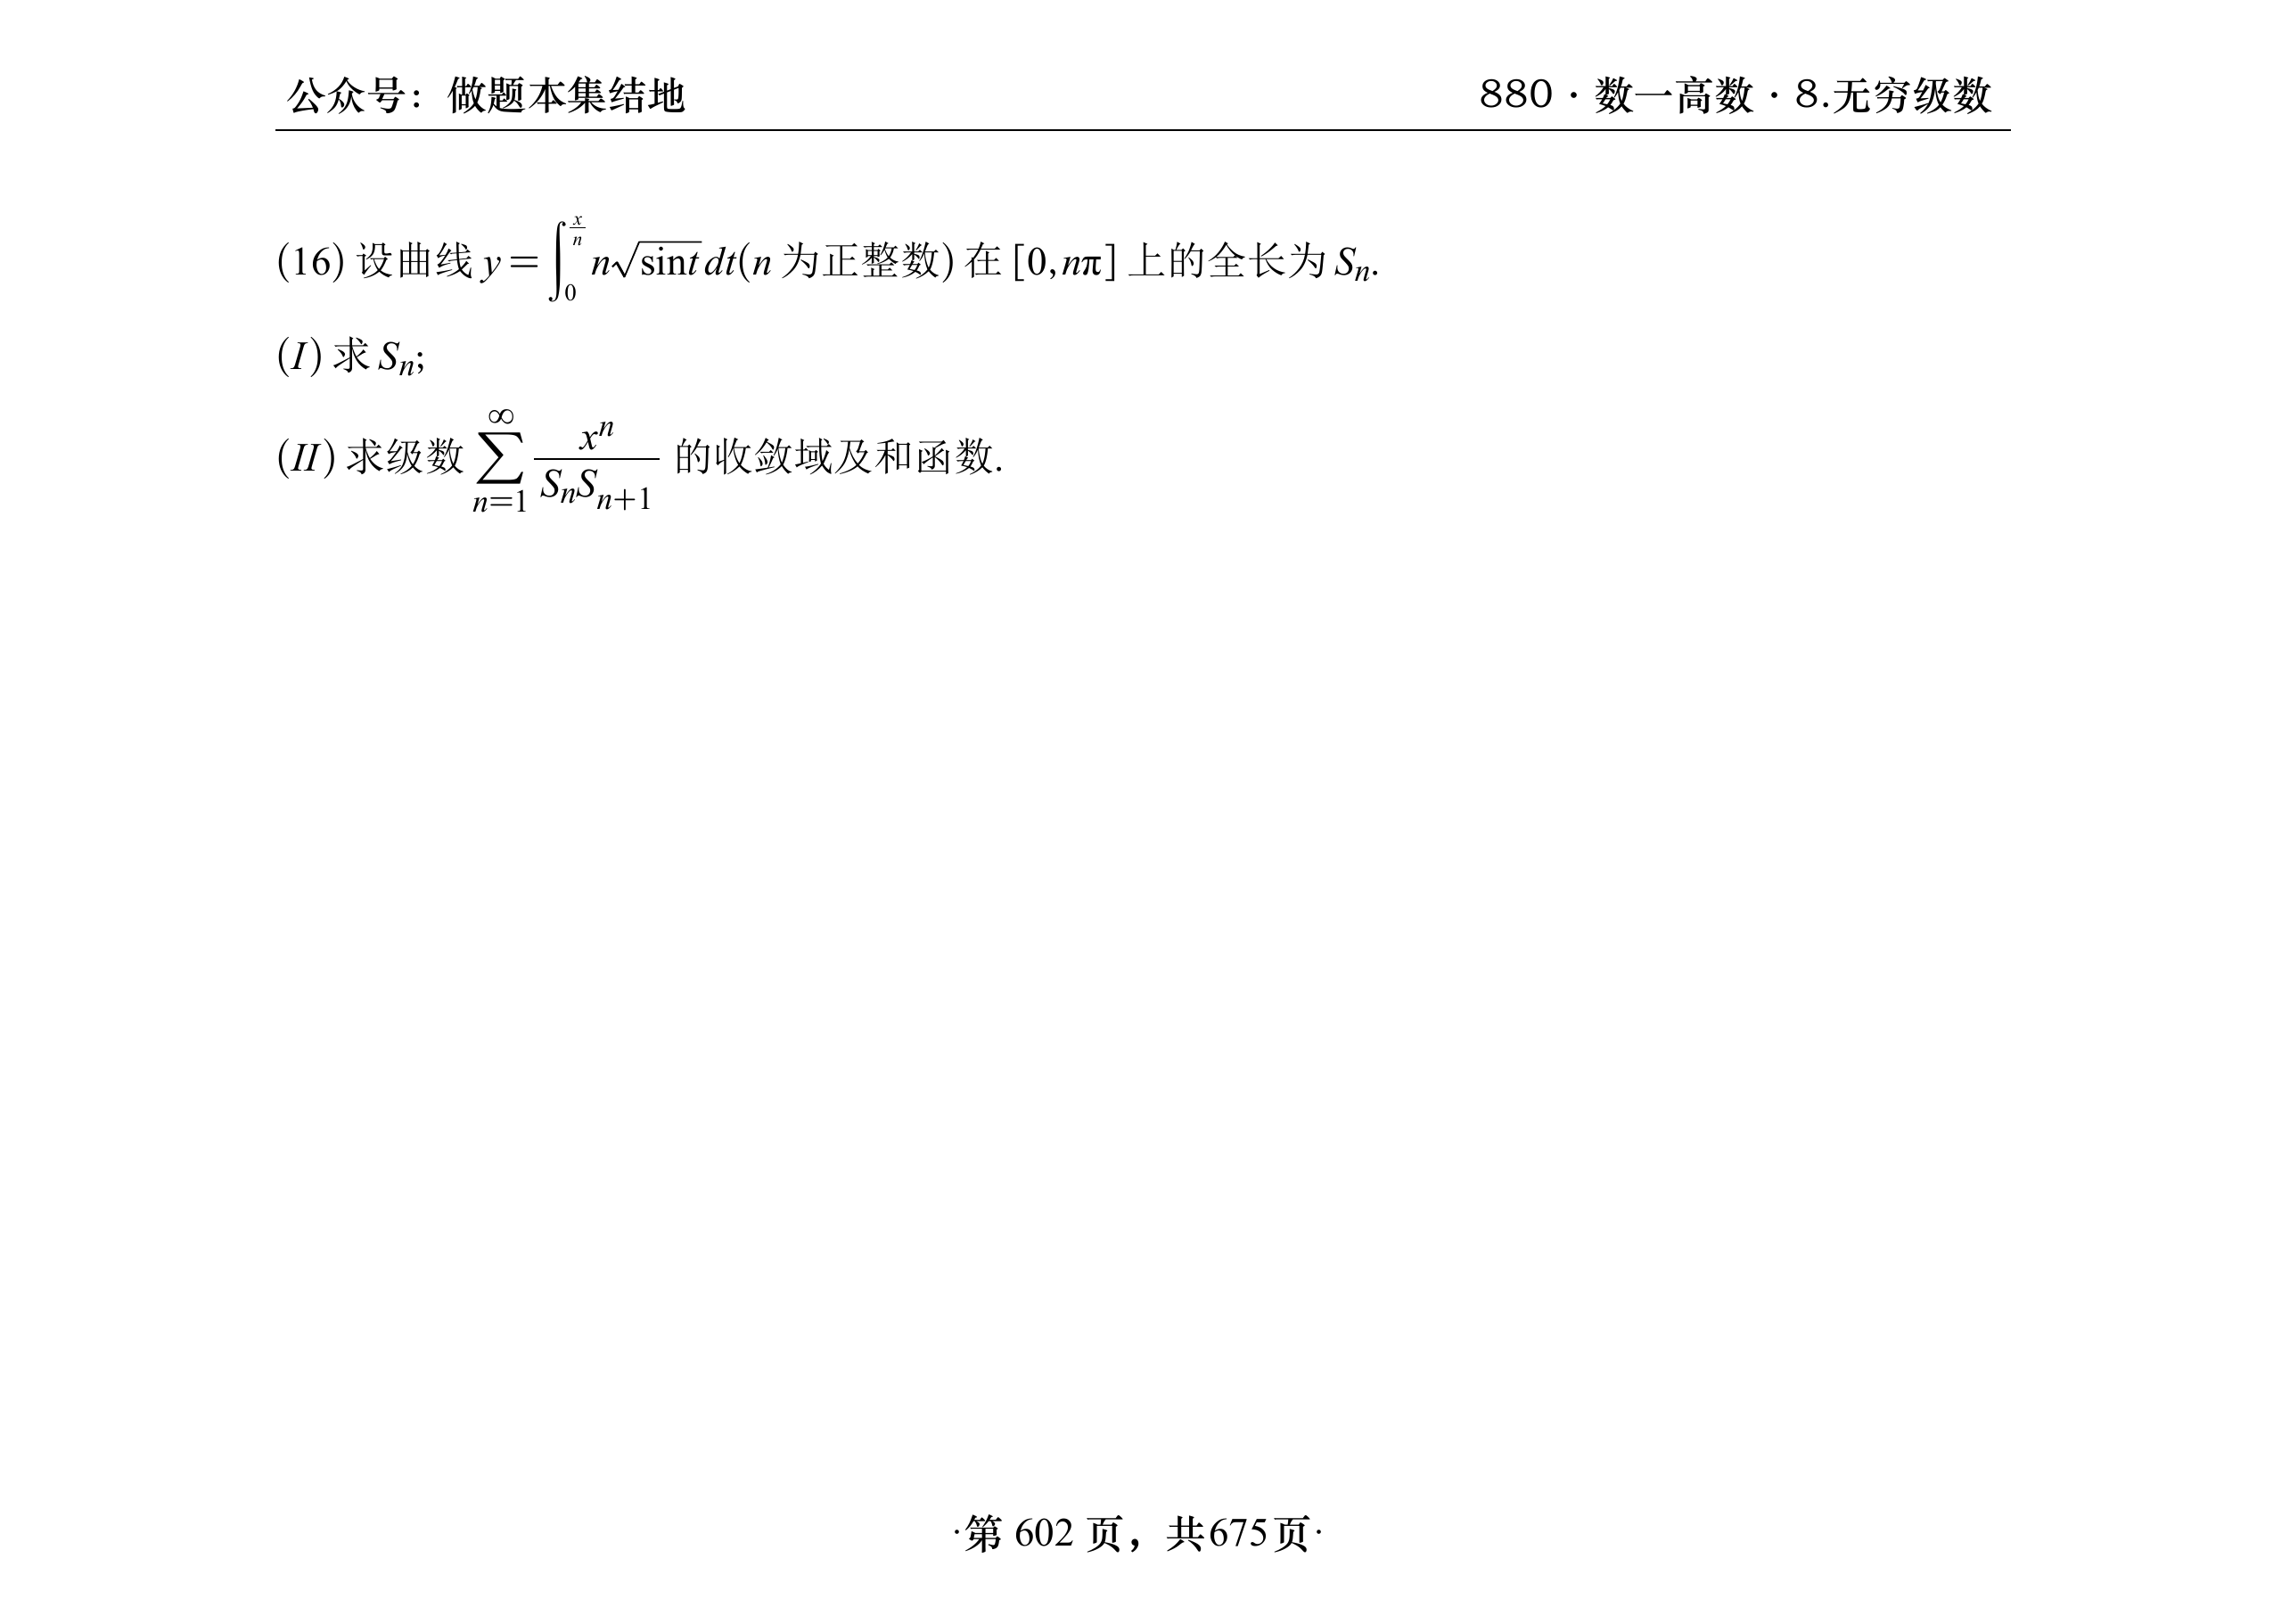 公众号：做题本集结地
880·数一高数·8.无穷级数
(16) 设曲线 $y=\int_{0}^{\frac{x}{n}} n\sqrt{\sin t}\,dt$(n 为正整数) 在 $[0,n\pi]$ 上的全长为 $S_n$.
(I) 求 $S_n$;
(II) 求级数 $\sum_{n=1}^{\infty}\frac{x^n}{S_nS_{n+1}}$ 的收敛域及和函数.
·第 602 页，共675页·